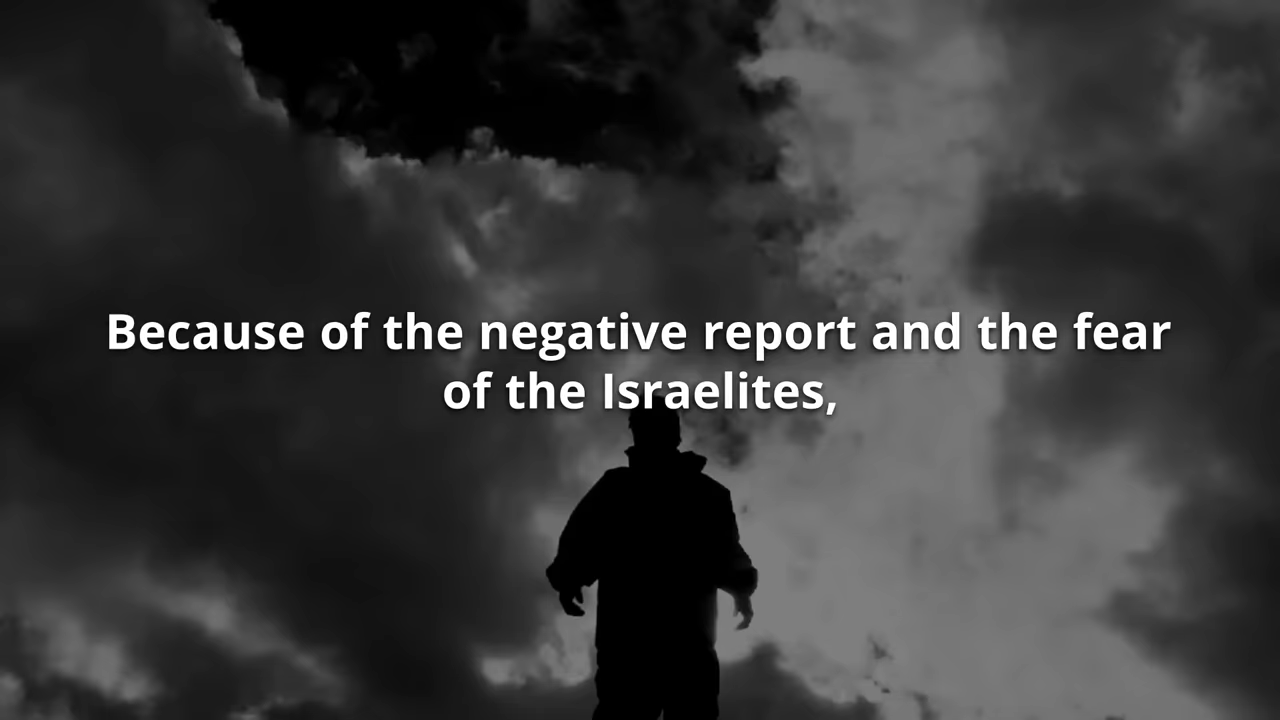 Because of the negative report and the fear
of the Israelites,